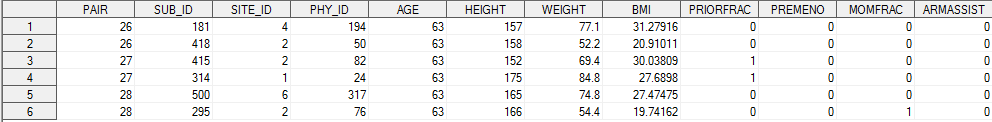 PAIR SUB_ID SITE_ID PHY_ID AGE HEIGHT WEIGHT BMI PRIORFRAC PREMENO MOMFRAC ARMASSIST
1 26 181 4 194 63 157 77.1 31.27916 0 0 0 0
2 26 418 2 50 63 158 52.2 20.91011 0 0 0 0
3 27 415 2 82 63 152 69.4 30.03809 1 0 0 0
4 27 314 1 24 63 175 84.8 27.6898 1 0 0 0
5 28 500 6 317 63 165 74.8 27.47475 0 0 0 0
6 28 295 2 76 63 166 54.4 19.74162 0 0 1 0